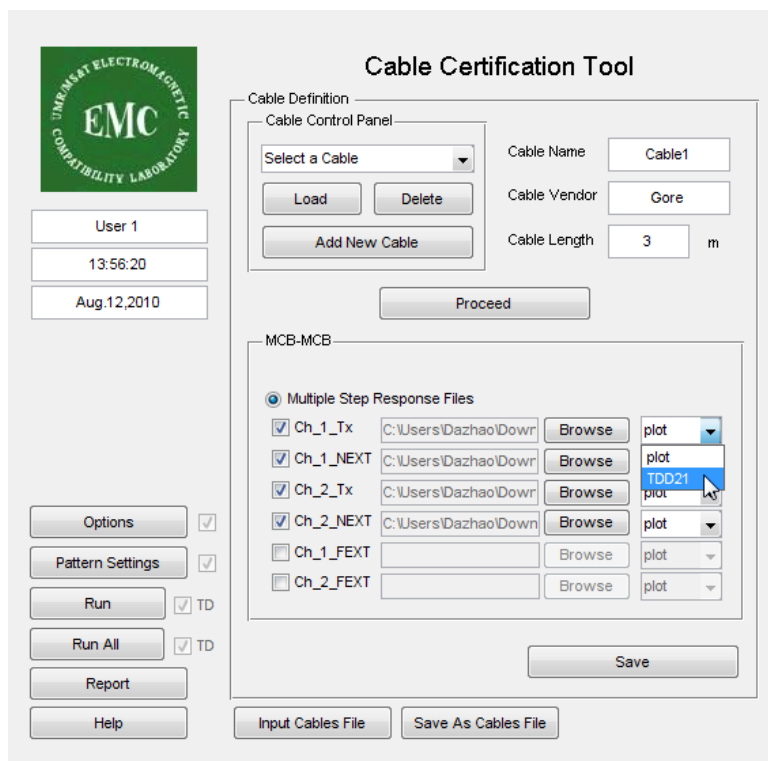 Cable Certification Tool
UMR/MS&T ELECTROMAGNETIC
COMPATIBILITY LABORATORY
EMC
User 1
13:56:20
Aug.12,2010
Cable Definition
Cable Control Panel
Select a Cable
Load Delete
Add New Cable
Cable Name Cable1
Cable Vendor Gore
Cable Length 3 m
Proceed
MCB-MCB
Multiple Step Response Files
Ch_1_Tx C:\Users\Dazhao\Dowr Browse plot
plot
TDD21
Ch_1_NEXT C:\Users\Dazhao\Dowr Browse
Ch_2_Tx C:\Users\Dazhao\Dowr Browse plot
Ch_2_NEXT C:\Users\Dazhao\Down Browse plot
Ch_1_FEXT Browse plot
Ch_2_FEXT Browse plot
Save
Options
Pattern Settings
Run TD
Run All TD
Report
Help
Input Cables File Save As Cables File